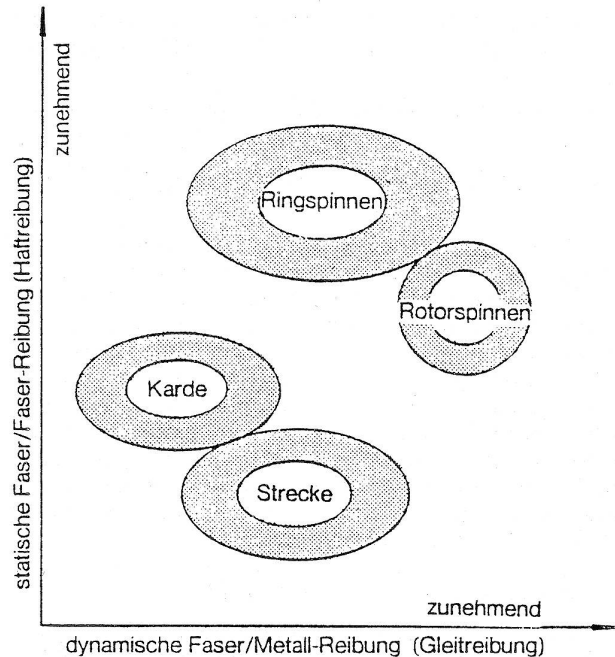 zunehmend
statische Faser/Faser-Reibung (Haftreibung)
Ringspinnen
Rotorspinnen
Karde
Strecke
zunehmend
dynamische Faser/Metall-Reibung (Gleitreibung)